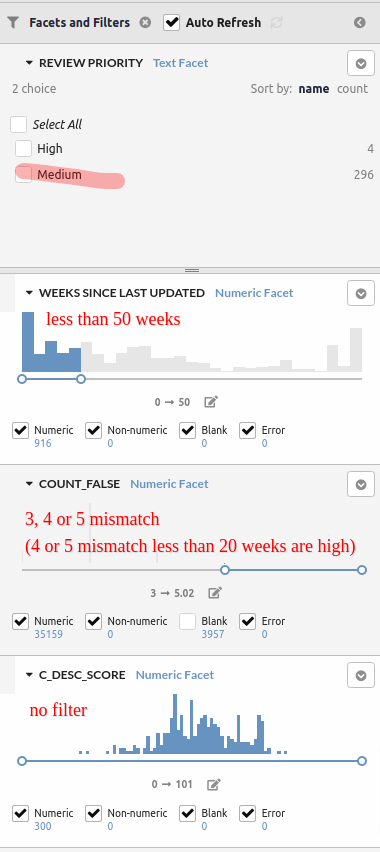 Facets and Filters Auto Refresh
REVIEW PRIORITY Text Facet
2 choice Sort by: name count
Select All
High 4
Medium 296
WEEKS SINCE LAST UPDATED Numeric Facet
less than 50 weeks
0 → 50
Numeric Non-numeric Blank Error
916 0 0 0
COUNT_FALSE Numeric Facet
3, 4 or 5 mismatch
(4 or 5 mismatch less than 20 weeks are high)
3 → 5.02
Numeric Non-numeric Blank Error
35159 0 3957 0
C_DESC_SCORE Numeric Facet
no filter
0 → 101
Numeric Non-numeric Blank Error
300 0 0 0